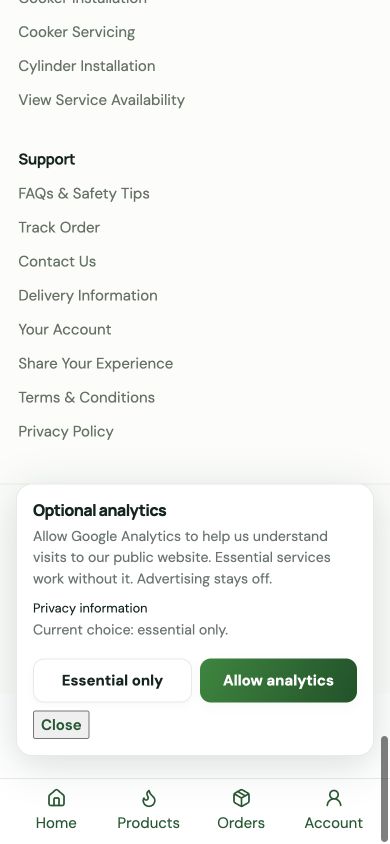 Cooker Installation
Cooker Servicing
Cylinder Installation
View Service Availability
Support
FAQs & Safety Tips
Track Order
Contact Us
Delivery Information
Your Account
Share Your Experience
Terms & Conditions
Privacy Policy
Optional analytics
Allow Google Analytics to help us understand
visits to our public website. Essential services
work without it. Advertising stays off.
Privacy information
Current choice: essential only.
Essential only
Allow analytics
Close
Home
Products
Orders
Account